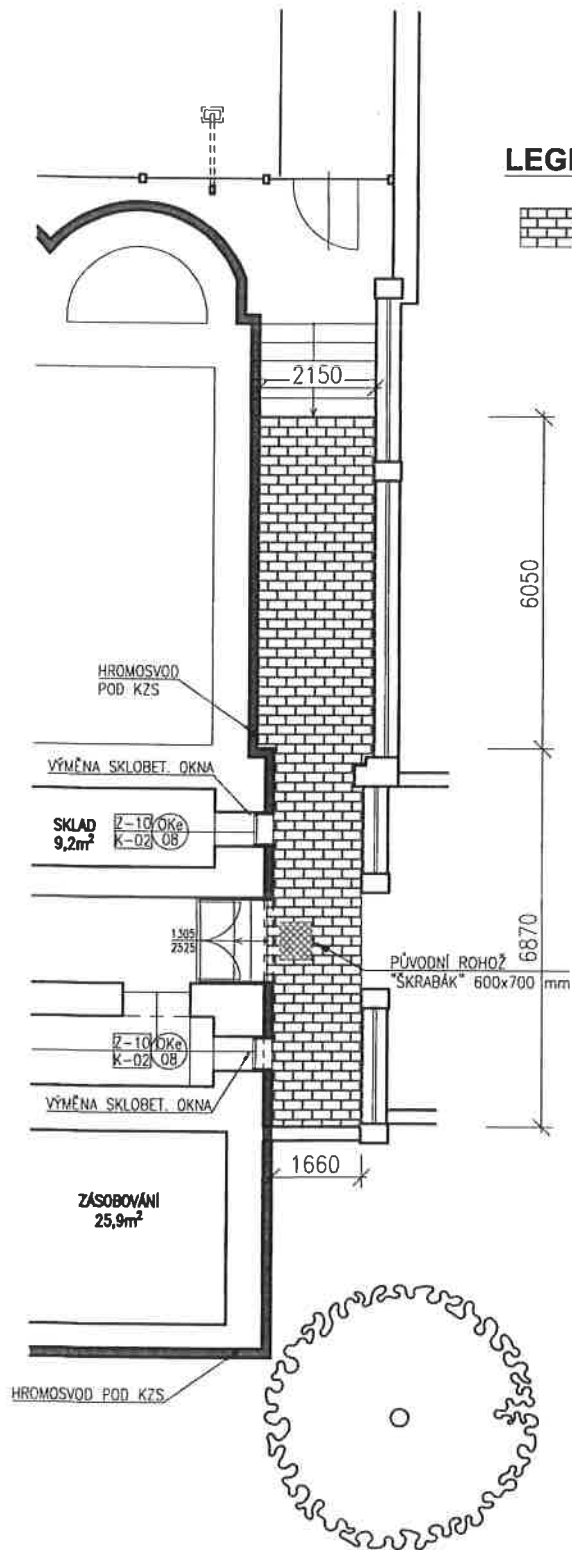 LEGE
2150
6050
HROMOSVOD
POD KZS
VÝMĚNA SKLOBET. OKNA
SKLAD
9,2m²
Z-10 OKe
K-02 08
1305
2525
6870
PŮVODNÍ ROHOŽ
"ŠKRABÁK" 600x700 mm
Z-10 OKe
K-02 08
VÝMĚNA SKLOBET. OKNA
1660
ZÁSOBOVÁNÍ
25,9m²
HROMOSVOD POD KZS